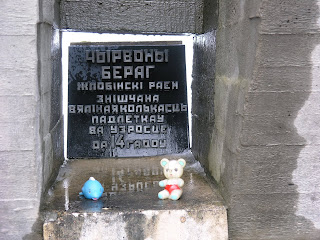 ЧЫРВОНЫ
БЕРАГ
ЖЛОБІНСКІ РАЁН
ЗНІШЧАНА
ВЯЛІКАЯ КОЛЬКАСЦЬ
ПАДЛЕТКАЎ
ВА ЎЗРОСЦЕ
ДА 14 ГАДОЎ